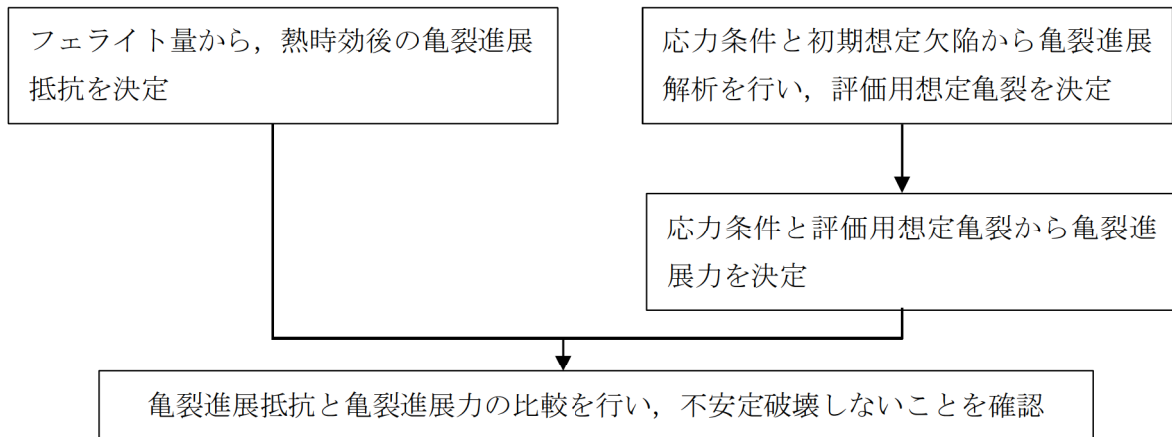 フェライト量から，熱時効後の亀裂進展
抵抗を決定
応力条件と初期想定欠陥から亀裂進展
解析を行い，評価用想定亀裂を決定
応力条件と評価用想定亀裂から亀裂進
展力を決定
亀裂進展抵抗と亀裂進展力の比較を行い，不安定破壊しないことを確認